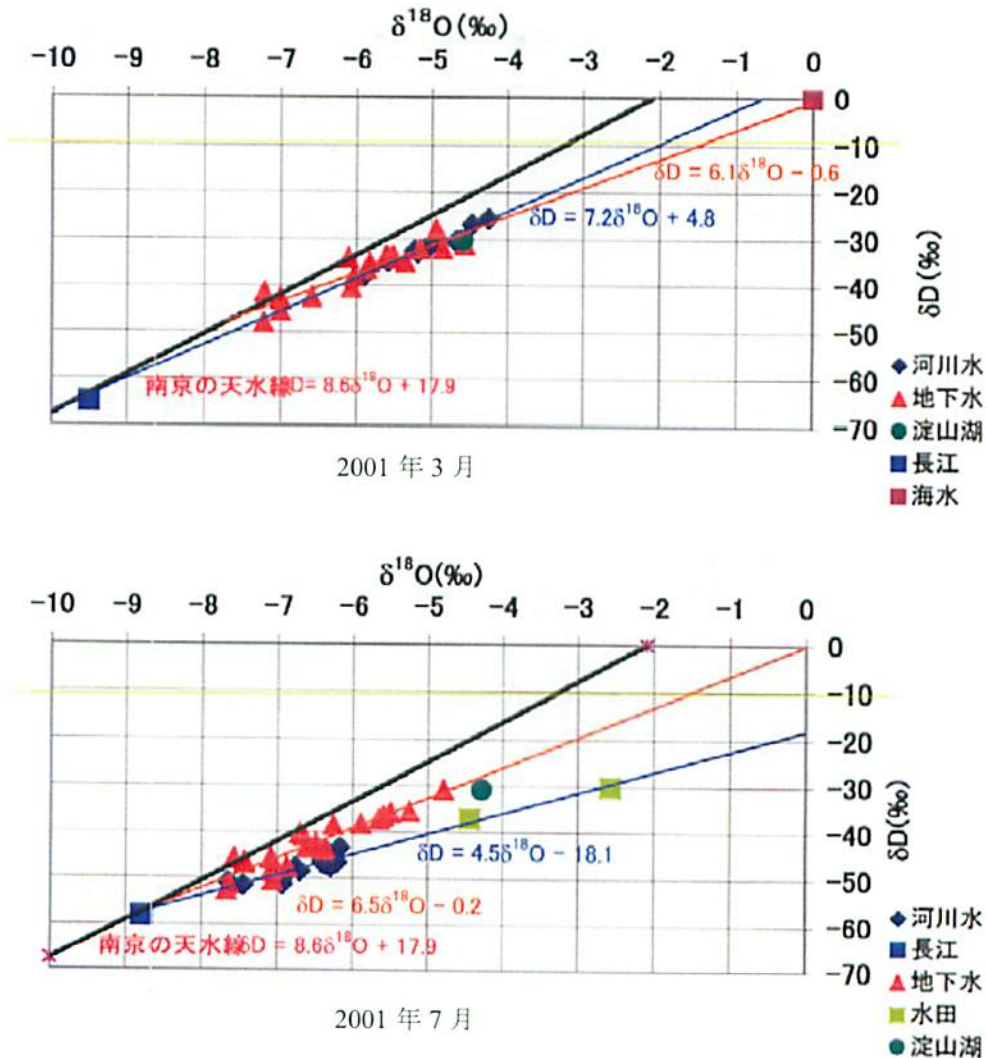 δ¹⁸O(‰)
-10 -9 -8 -7 -6 -5 -4 -3 -2 -1 0
0
-10
δD = 6.1δ¹⁸O - 0.6
-20
δD = 7.2δ¹⁸O + 4.8
-30
δD(‰)
-40
-50
◆河川水
南京の天水線D= 8.6δ¹⁸O + 17.9
-60
▲地下水
-70
●淀山湖
2001 年 3 月
■長江
■海水
δ¹⁸O(‰)
-10 -9 -8 -7 -6 -5 -4 -3 -2 -1 0
0
-10
-20
-30
δD(‰)
-40
δD = 4.5δ¹⁸O - 18.1
-50
δD = 6.5δ¹⁸O - 0.2
◆河川水
南京の天水線δD = 8.6δ¹⁸O + 17.9
-60
■長江
-70
▲地下水
2001 年 7 月
■水田
●淀山湖